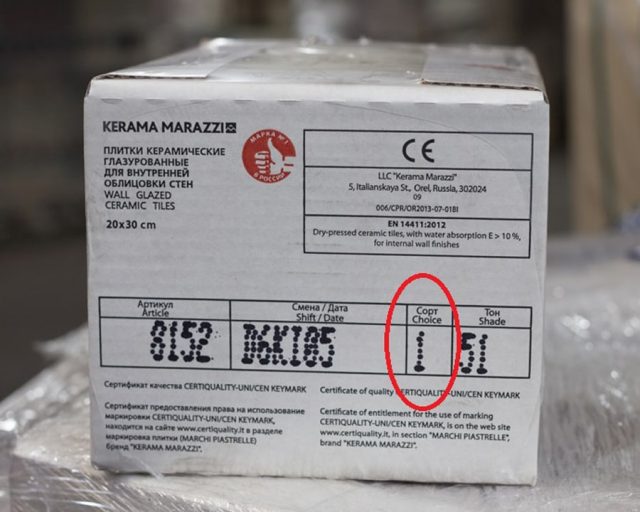 KERAMA MARAZZI
МАРКА №1
В РОССИИ
ПЛИТКИ КЕРАМИЧЕСКИЕ
ГЛАЗУРОВАННЫЕ
ДЛЯ ВНУТРЕННЕЙ
ОБЛИЦОВКИ СТЕН
WALL GLAZED
CERAMIC TILES
20x30 cm
CE
LLC "Kerama Marazzi"
5, Italianskaya St., Orel, Russia, 302024
09
006/CPR/OR2013-07-01BI
EN 14411:2012
Dry-pressed ceramic tiles, with water absorption E > 10 %,
for internal wall finishes
Артикул Смена / Дата Сорт Тон
Article Shift / Date Choice Shade
8152 D6K185 1 51
Сертификат качества CERTIQUALITY-UNI/CEN KEYMARK
Сертификат предоставления права на использование
маркировки CERTIQUALITY-UNI/CEN KEYMARK,
находится на сайте www.certiquality.it в разделе
маркировка плитки (MARCHI PIASTRELLE)
бренд "KERAMA MARAZZI".
Certificate of quality CERTIQUALITY-UNI/CEN KEYMARK
Certificate of entitlement for the use of marking
CERTIQUALITY-UNI/CEN KEYMARK, is on the web site
www.certiquality.it, in section "MARCHI PIASTRELLE",
brand "KERAMA MARAZZI".